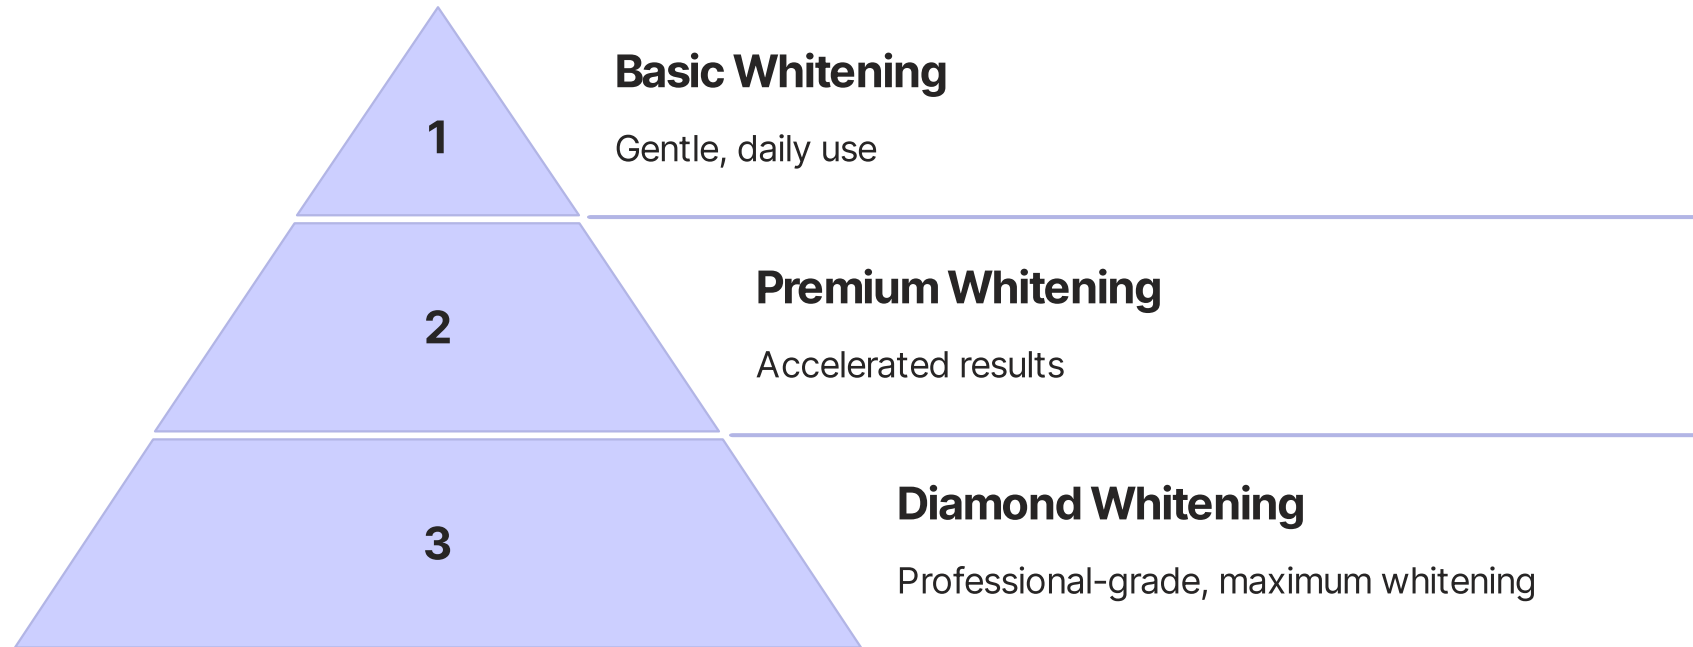 1
Basic Whitening
Gentle, daily use
2
Premium Whitening
Accelerated results
3
Diamond Whitening
Professional-grade, maximum whitening